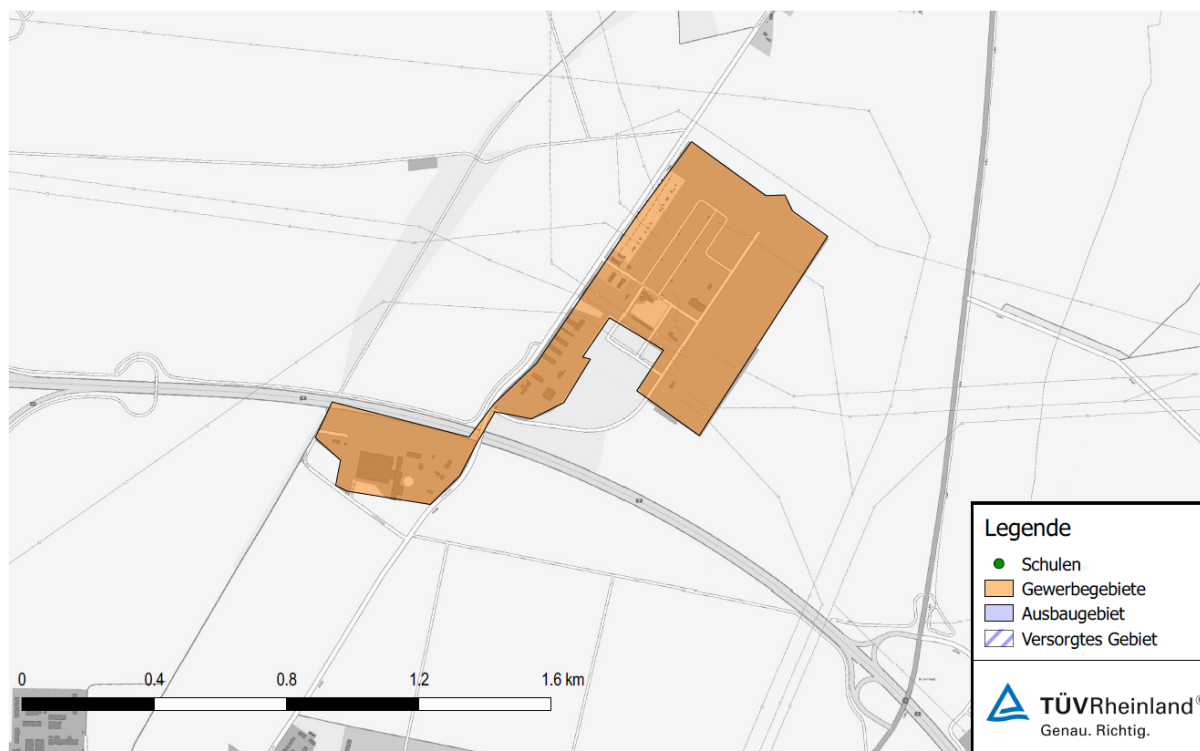 0 0.4 0.8 1.2 1.6 km
Legende
Schulen
Gewerbegebiete
Ausbaugebiet
Versorgtes Gebiet
TÜVRheinland®
Genau. Richtig.